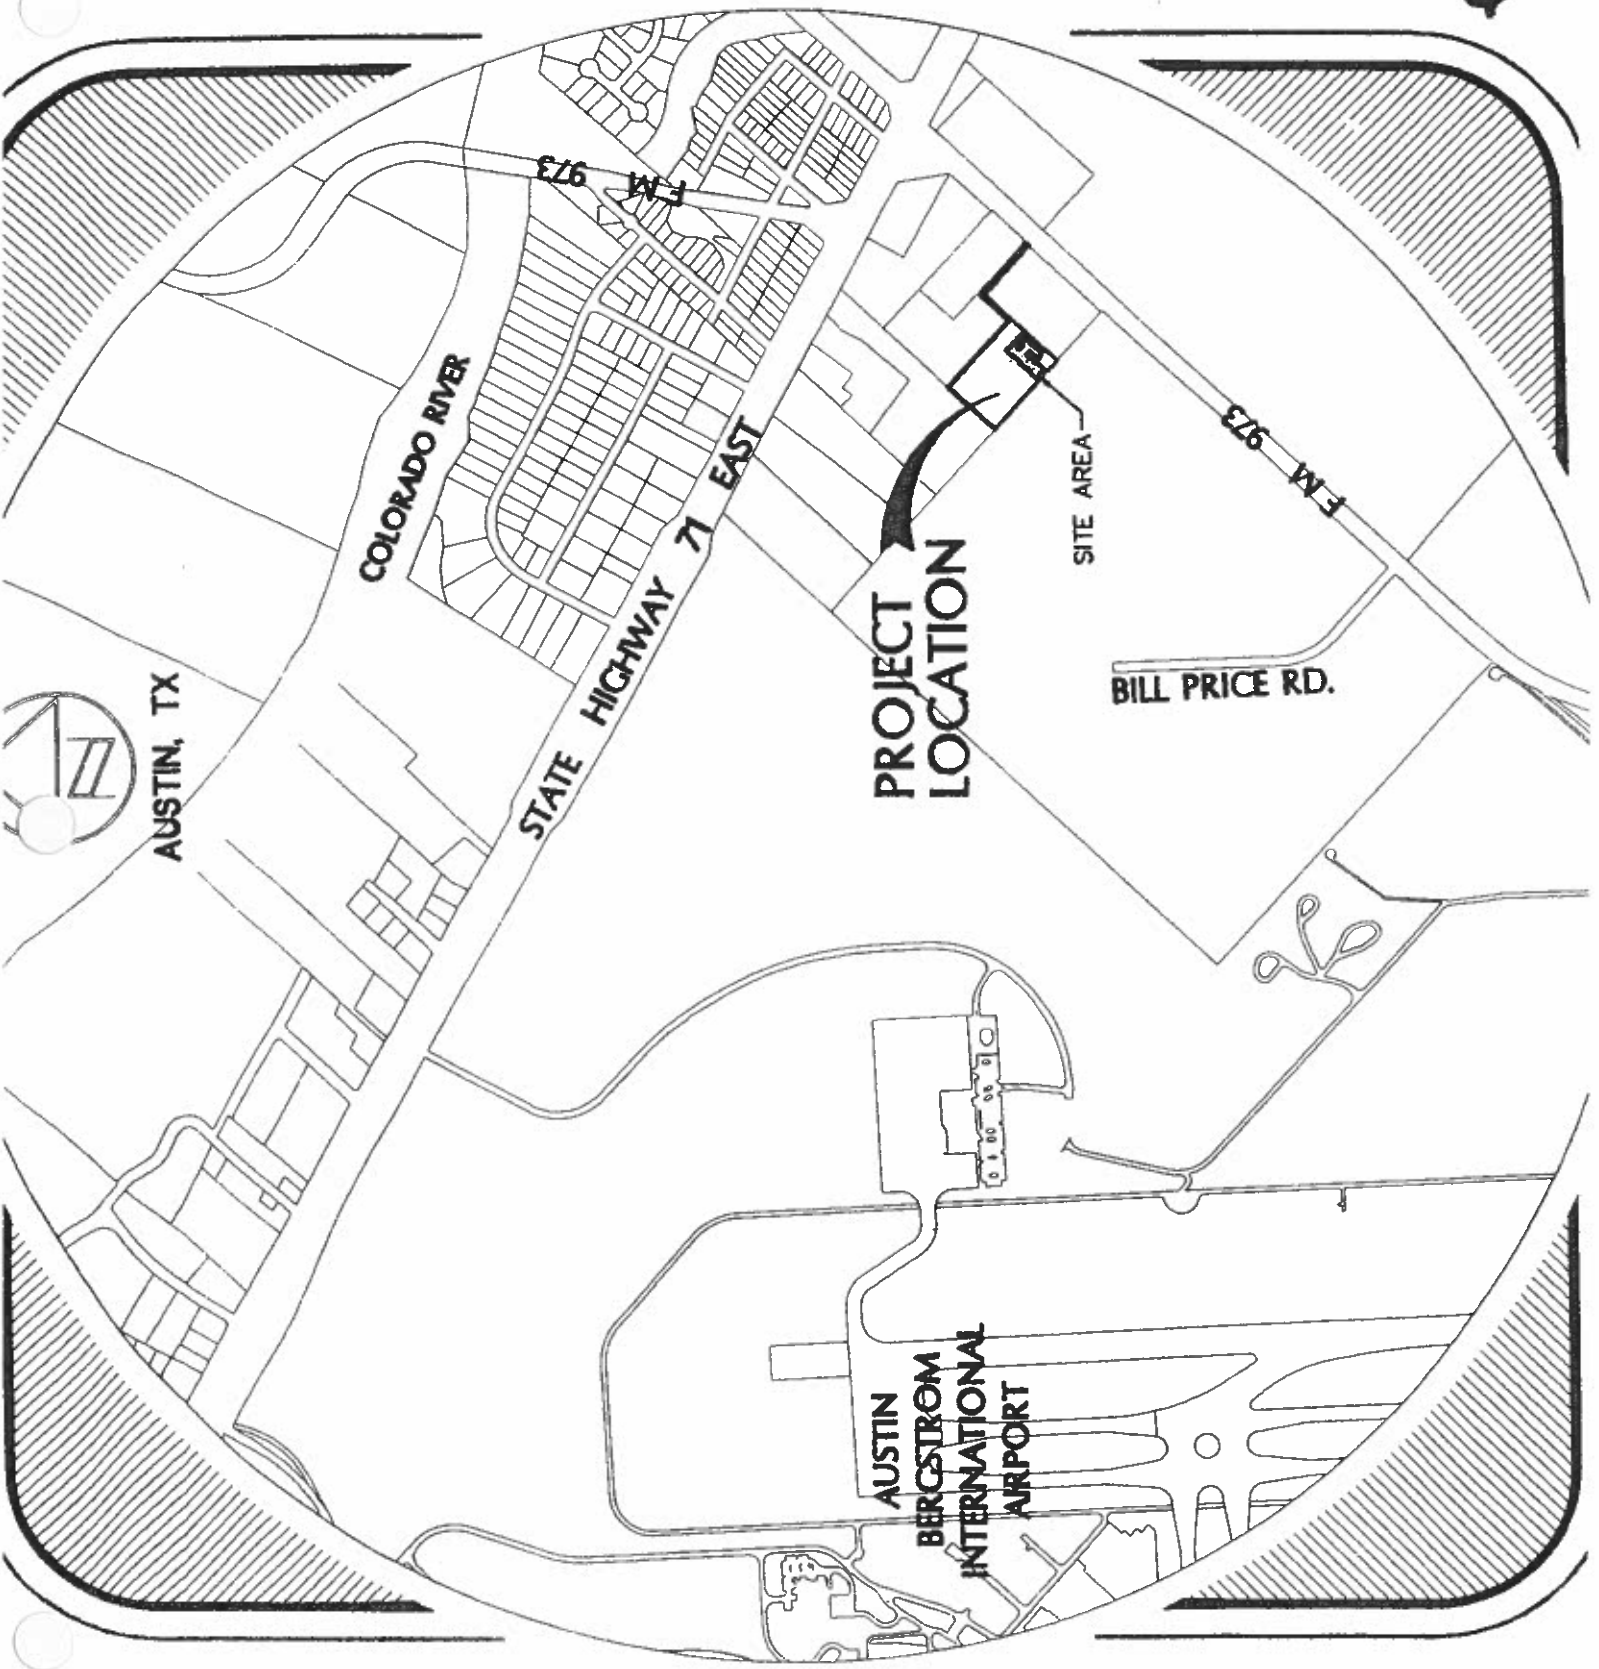 AUSTIN, TX
COLORADO RIVER
FM 973
STATE HIGHWAY 71 EAST
PROJECT
LOCATION
SITE AREA
FM 973
BILL PRICE RD.
AUSTIN
BERGSTROM
INTERNATIONAL
AIRPORT